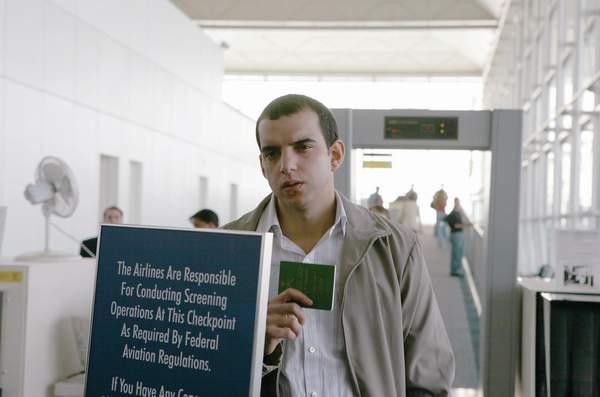 The Airlines Are Responsible
For Conducting Screening
Operations At This Checkpoint
As Required By Federal
Aviation Regulations.
If You Have Any